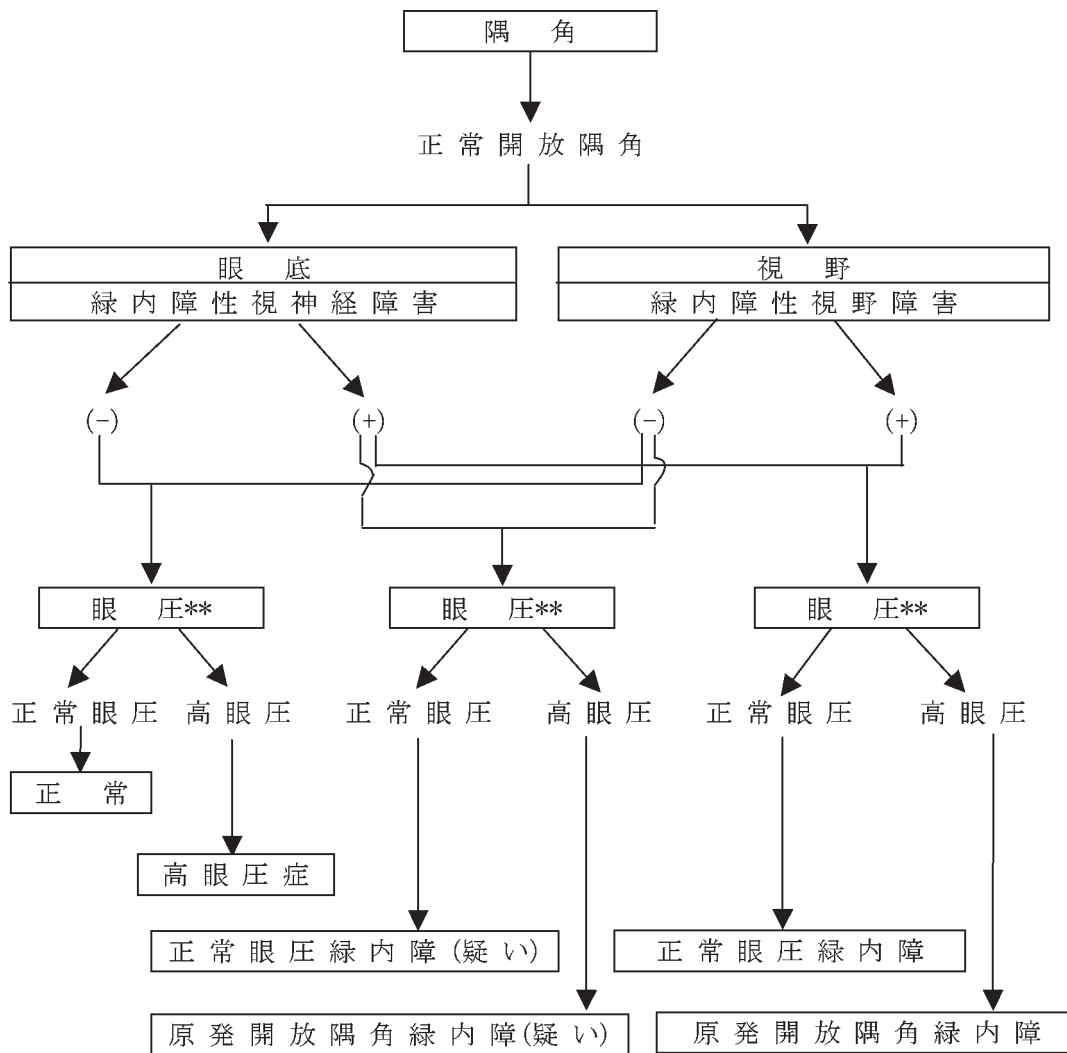 隅角
正常開放隅角
眼底
緑内障性視神経障害
視野
緑内障性視野障害
(−)
(+)
(−)
(+)
眼圧**
眼圧**
眼圧**
正常眼圧
高眼圧
正常眼圧
高眼圧
正常眼圧
高眼圧
正常
高眼圧症
正常眼圧緑内障(疑い)
正常眼圧緑内障
原発開放隅角緑内障(疑い)
原発開放隅角緑内障